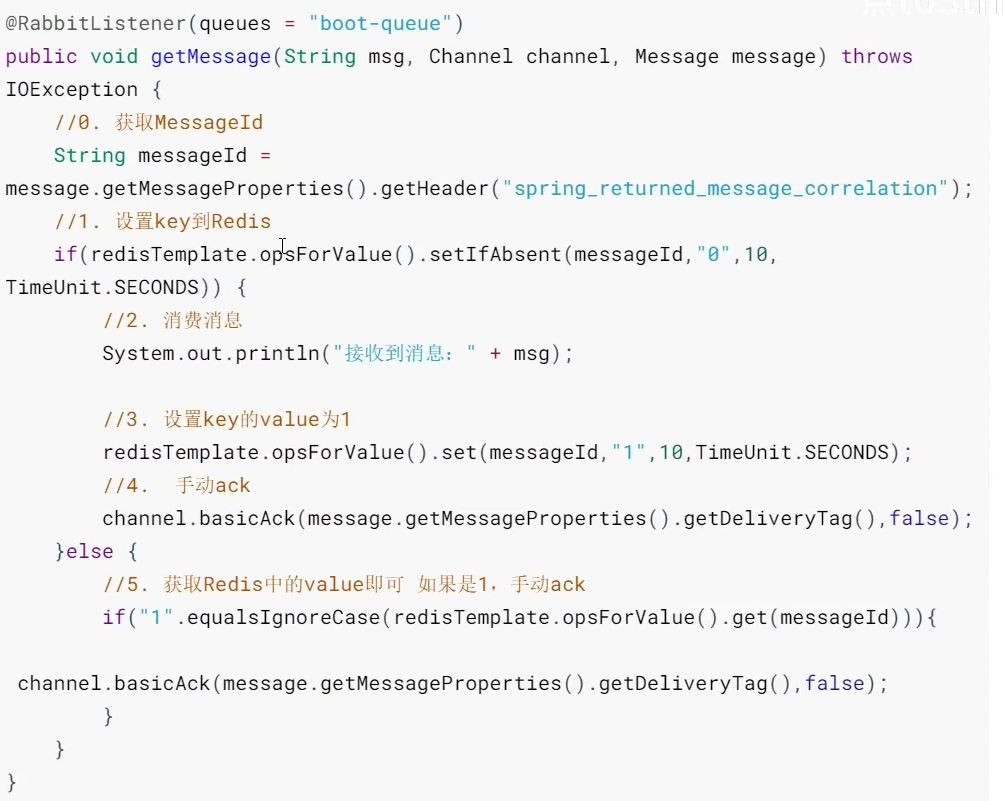 @RabbitListener(queues = "boot-queue")
public void getMessage(String msg, Channel channel, Message message) throws
IOException {
    //0. 获取MessageId
    String messageId =
message.getMessageProperties().getHeader("spring_returned_message_correlation");
    //1. 设置key到Redis
    if(redisTemplate.opsForValue().setIfAbsent(messageId,"0",10,
TimeUnit.SECONDS)) {
        //2. 消费消息
        System.out.println("接收到消息：" + msg);
        //3. 设置key的value为1
        redisTemplate.opsForValue().set(messageId,"1",10,TimeUnit.SECONDS);
        //4.  手动ack
        channel.basicAck(message.getMessageProperties().getDeliveryTag(),false);
    }else {
        //5. 获取Redis中的value即可 如果是1，手动ack
        if("1".equalsIgnoreCase(redisTemplate.opsForValue().get(messageId))){
 channel.basicAck(message.getMessageProperties().getDeliveryTag(),false);
        }
    }
}